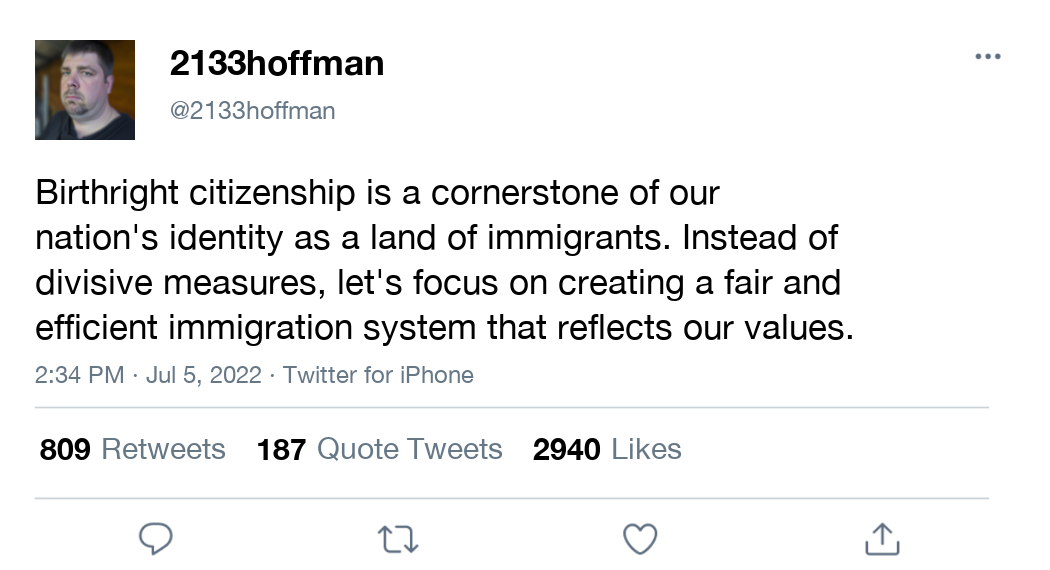 2133hoffman
@2133hoffman
Birthright citizenship is a cornerstone of our
nation's identity as a land of immigrants. Instead of
divisive measures, let's focus on creating a fair and
efficient immigration system that reflects our values.
2:34 PM · Jul 5, 2022 · Twitter for iPhone
809 Retweets 187 Quote Tweets 2940 Likes